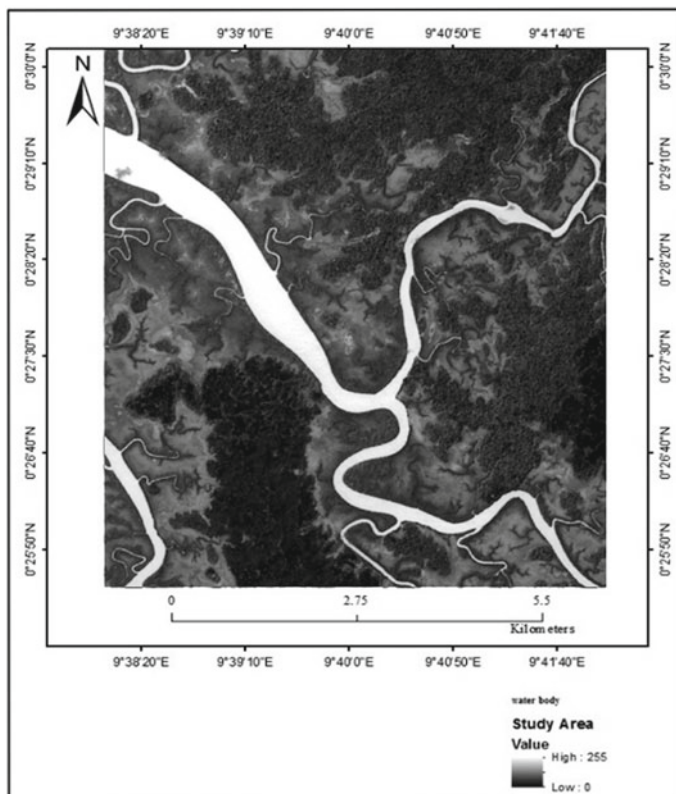 9°38'20"E 9°39'10"E 9°40'0"E 9°40'50"E 9°41'40"E
N
0°30'0"N 0°30'0"N
0°29'10"N 0°29'10"N
0°28'20"N 0°28'20"N
0°27'30"N 0°27'30"N
0°26'40"N 0°26'40"N
0°25'50"N 0°25'50"N
0 2.75 5.5
Kilometers
9°38'20"E 9°39'10"E 9°40'0"E 9°40'50"E 9°41'40"E
water body
Study Area
Value
High : 255
Low : 0